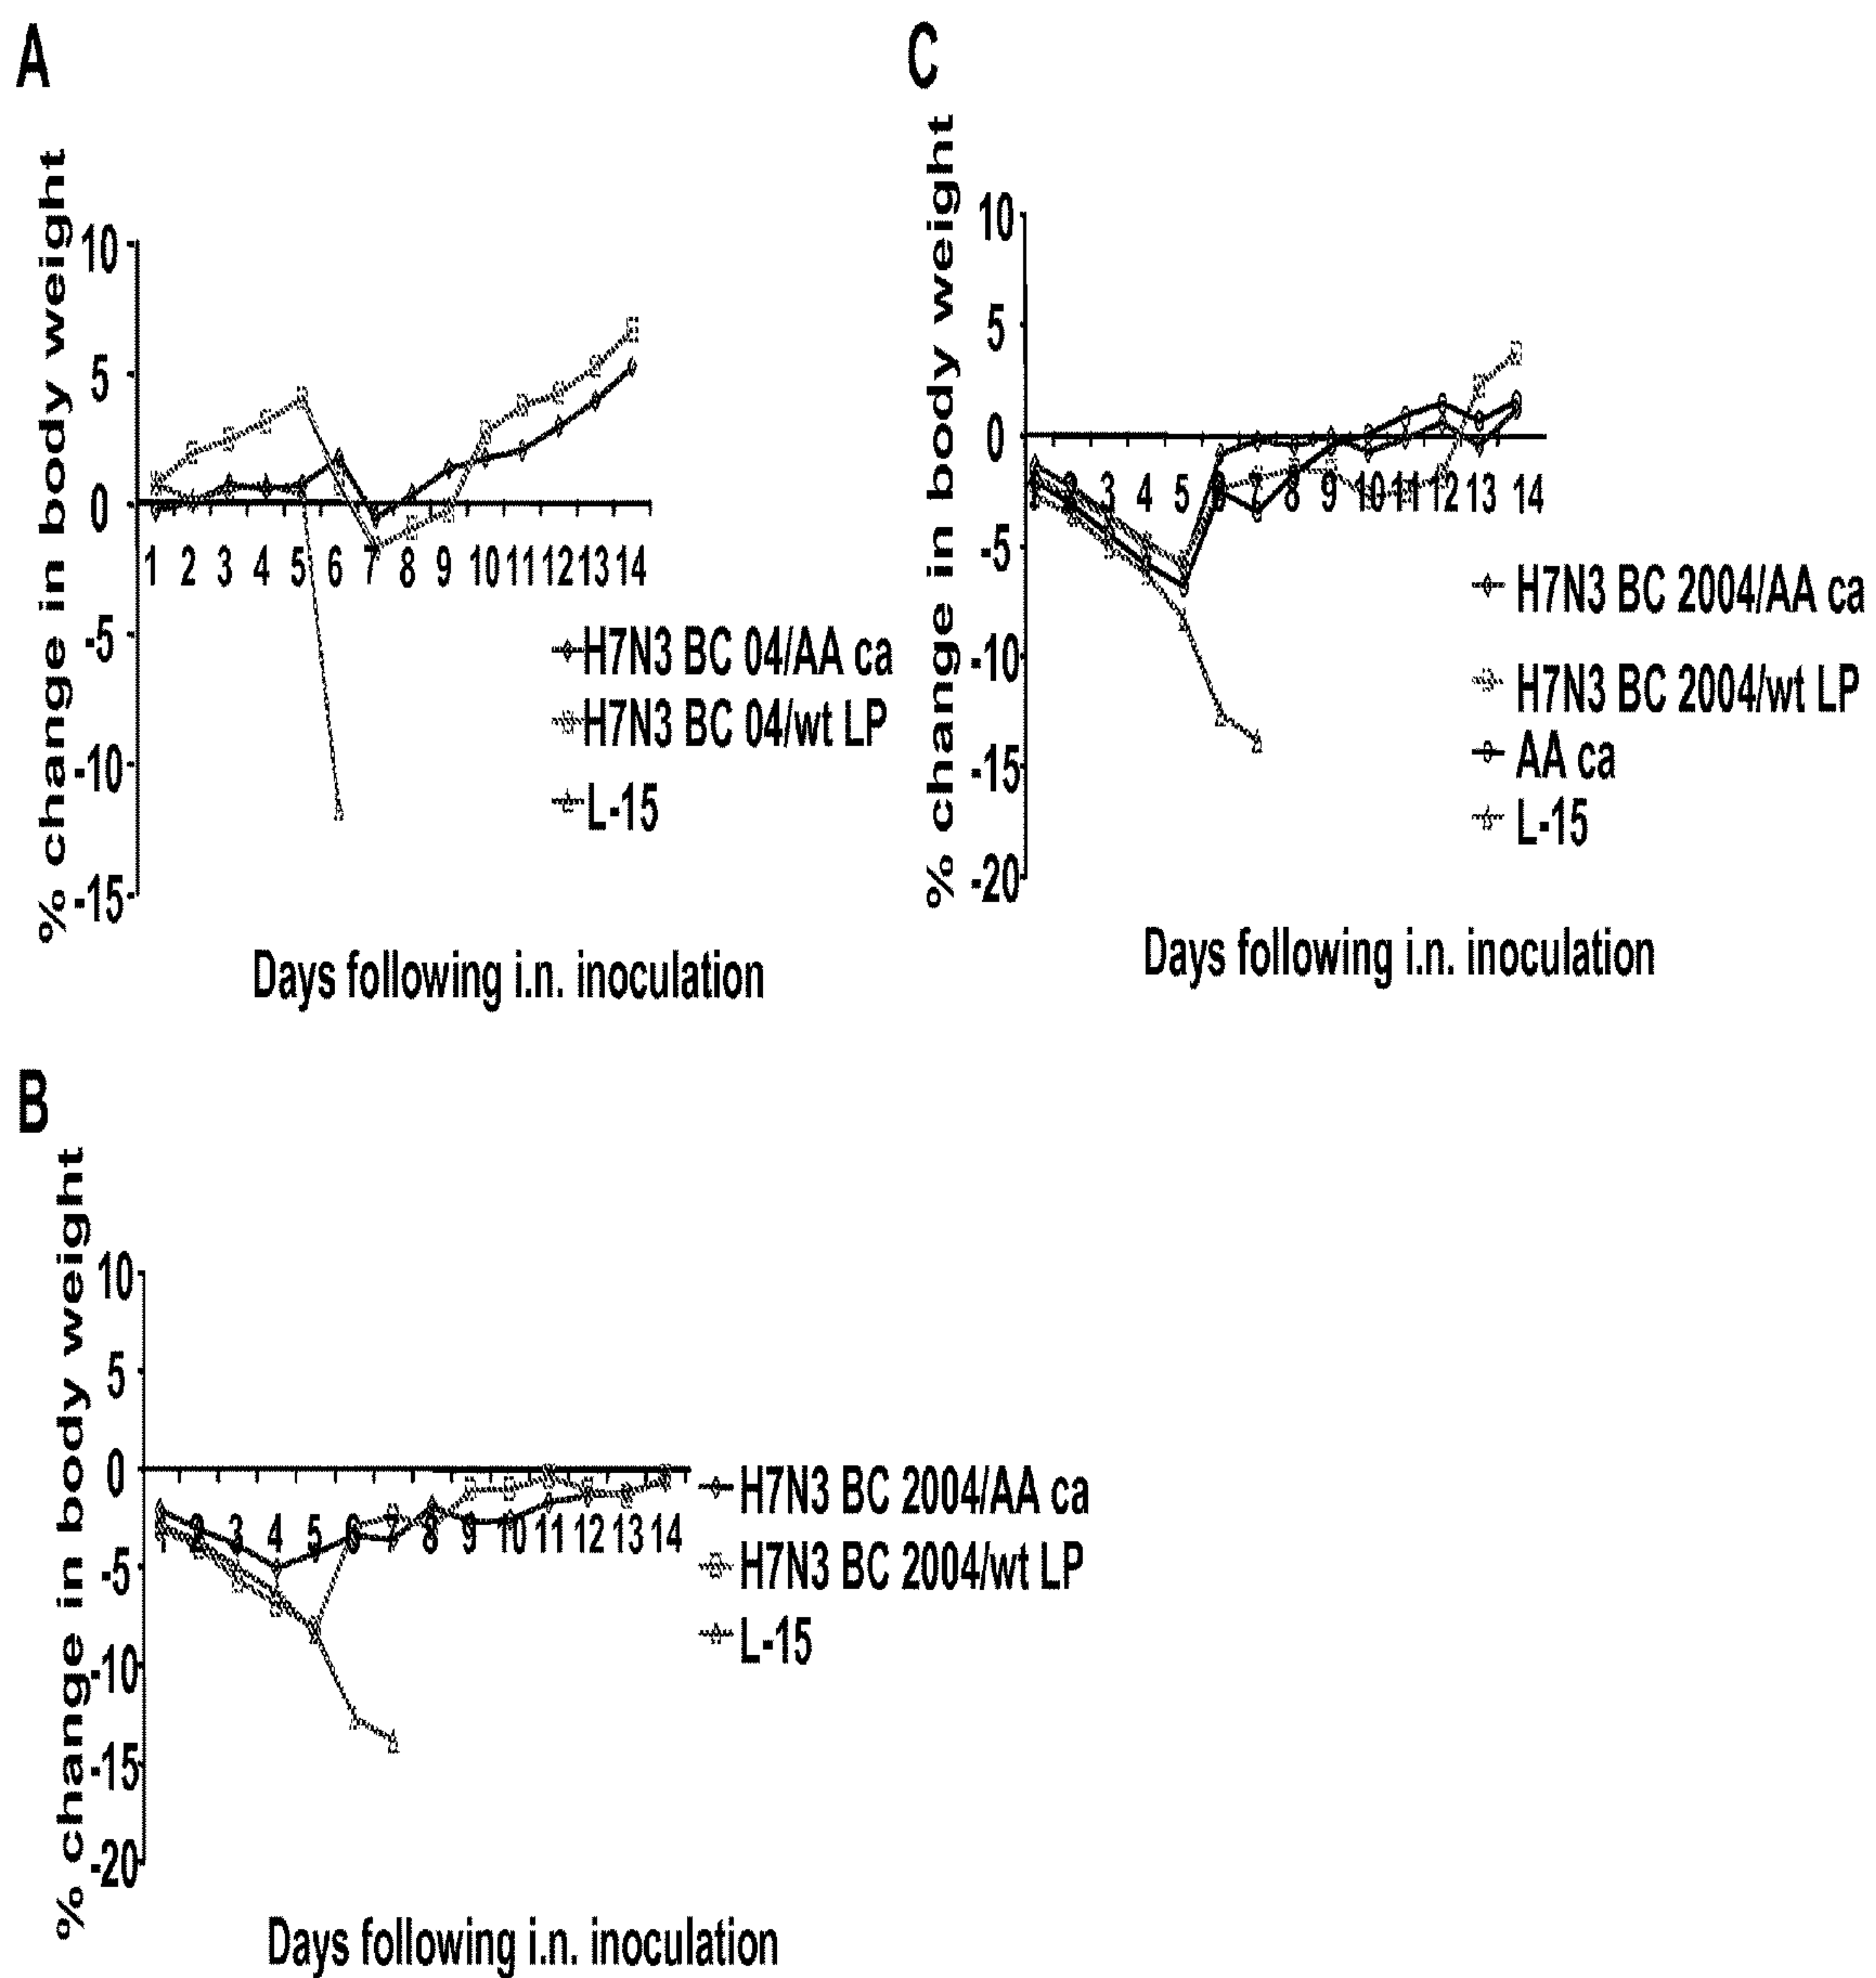 A
% change in body weight
10
5
0
-5
-10
-15
1 2 3 4 5 6 7 8 9 10 11 12 13 14
H7N3 BC 04/AA ca
H7N3 BC 04/wt LP
L-15
Days following i.n. inoculation
C
% change in body weight
10
5
0
-5
-10
-15
-20
1 2 3 4 5 6 7 8 9 10 11 12 13 14
H7N3 BC 2004/AA ca
H7N3 BC 2004/wt LP
AA ca
L-15
Days following i.n. inoculation
B
% change in body weight
10
5
0
-5
-10
-15
-20
1 2 3 4 5 6 7 8 9 10 11 12 13 14
H7N3 BC 2004/AA ca
H7N3 BC 2004/wt LP
L-15
Days following i.n. inoculation